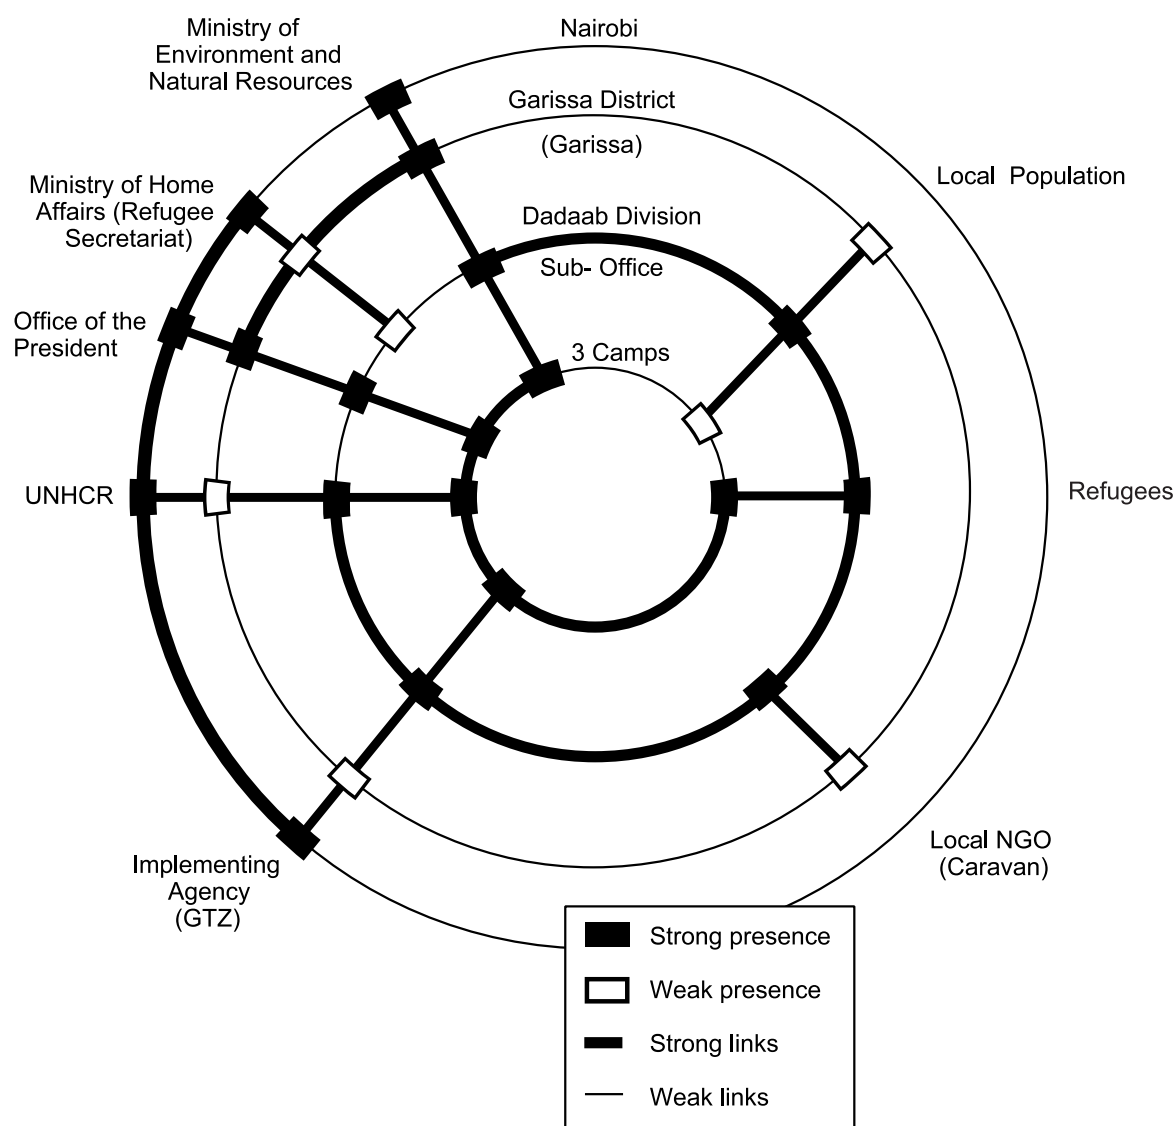 Ministry of
Environment and
Natural Resources
Nairobi
Garissa District
(Garissa)
Local Population
Ministry of Home
Affairs (Refugee
Secretariat)
Dadaab Division
Sub- Office
Office of the
President
3 Camps
UNHCR
Refugees
Implementing
Agency
(GTZ)
Local NGO
(Caravan)
Strong presence
Weak presence
Strong links
Weak links